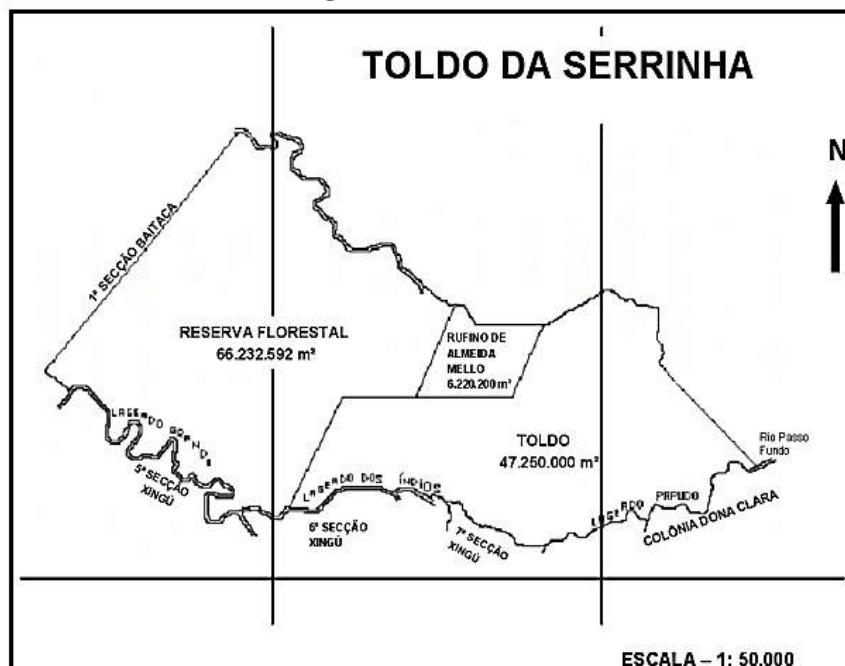 TOLDO DA SERRINHA
N
1ª SECÇÃO BAITACA
RESERVA FLORESTAL
66.232.592 m²
RUFINO DE
ALMEIDA
MELLO
6.220.200 m²
TOLDO
47.250.000 m²
Rio Passo
Fundo
LAGEADO GRANDE
5ª SECÇÃO
XINGÚ
LAGEADO DOS ÍNDIOS
6ª SECÇÃO
XINGÚ
7ª SECÇÃO
XINGÚ
LAGEADO PAPUDO
COLÔNIA DONA CLARA
ESCALA – 1: 50.000